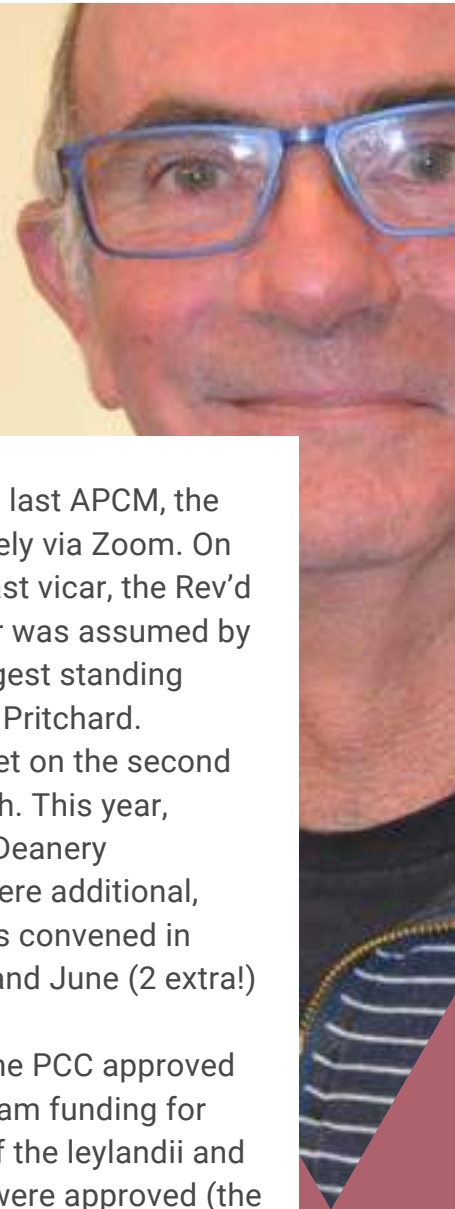 last APCM, the
ely via Zoom. On
ast vicar, the Rev'd
r was assumed by
gest standing
Pritchard.
et on the second
h. This year,
Deanery
ere additional,
s convened in
and June (2 extra!)
he PCC approved
am funding for
f the leylandii and
were approved (the